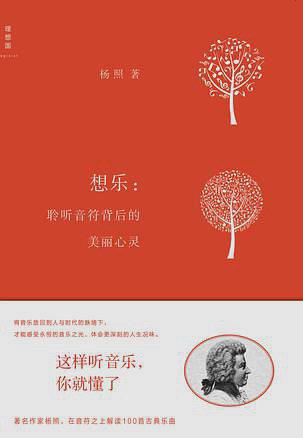 理想国
杨照 著
想乐：
聆听音符背后的
美丽心灵
将音乐放回到人与时代的脉络下，
才能感受永恒的音乐之光，体会更深刻的人生况味。
这样听音乐，
你就懂了
著名作家杨照，在音符之上解读100首古典乐曲